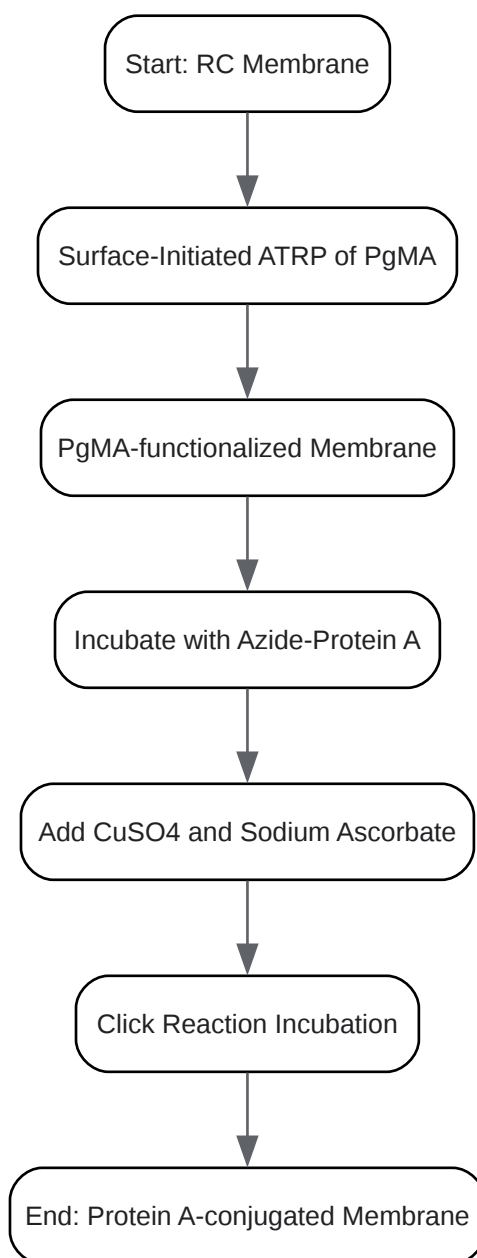 Start: RC Membrane
Surface-Initiated ATRP of PgMA
PgMA-functionalized Membrane
Incubate with Azide-Protein A
Add CuSO4 and Sodium Ascorbate
Click Reaction Incubation
End: Protein A-conjugated Membrane